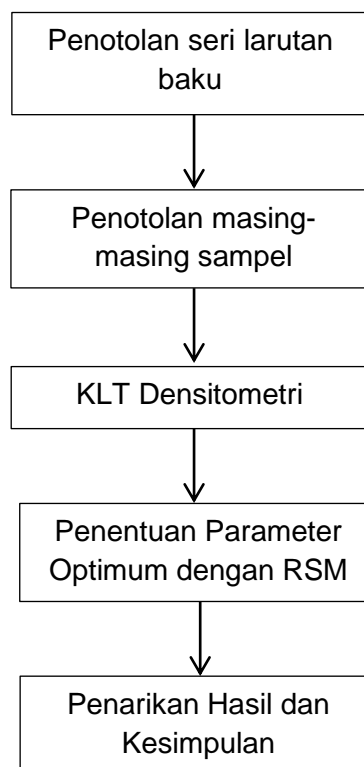 Penotolan seri larutan
baku
Penotolan masing-
masing sampel
KLT Densitometri
Penentuan Parameter
Optimum dengan RSM
Penarikan Hasil dan
Kesimpulan